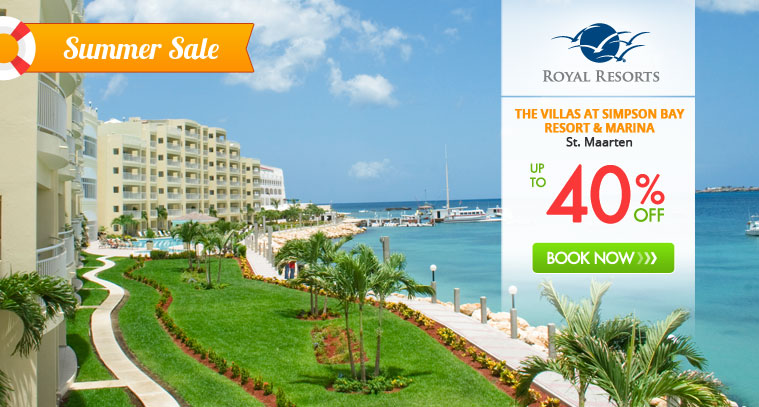 Summer Sale
ROYAL RESORTS
THE VILLAS AT SIMPSON BAY
RESORT & MARINA
St. Maarten
UP
TO
40%
OFF
BOOK NOW >>>